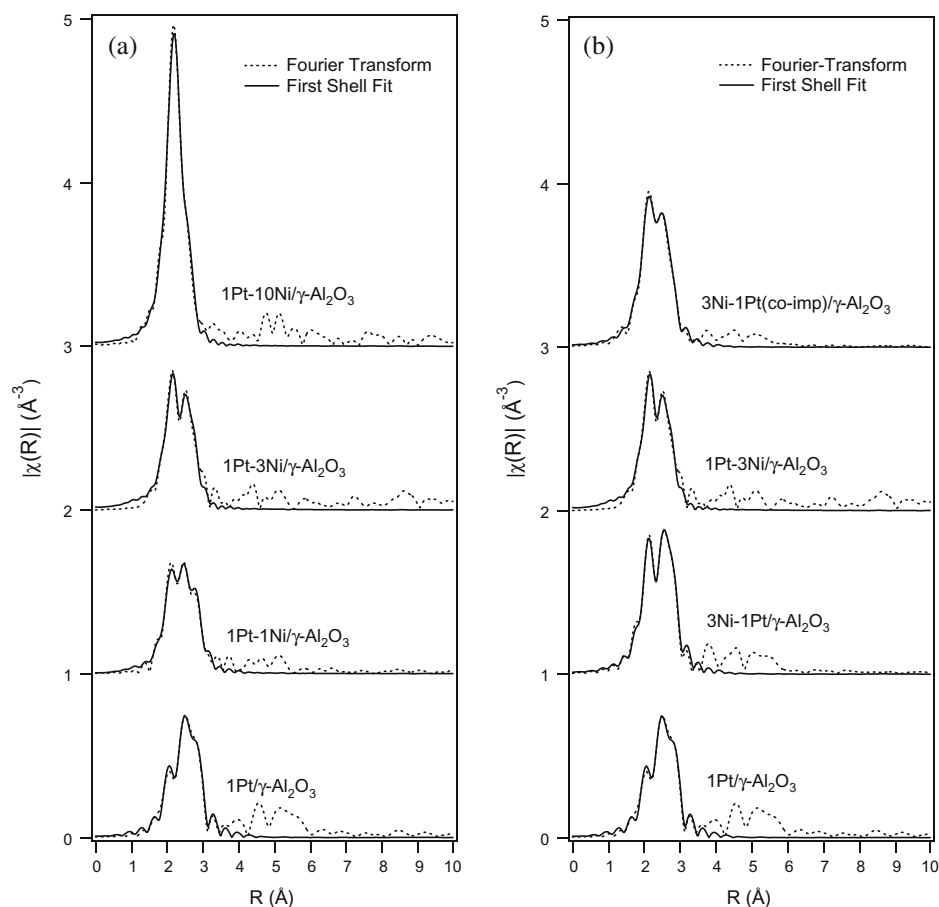 (a)
Fourier Transform
First Shell Fit
5
4
3
2
1
0
|χ(R)| (Å⁻³)
1Pt-10Ni/γ-Al₂O₃
1Pt-3Ni/γ-Al₂O₃
1Pt-1Ni/γ-Al₂O₃
1Pt/γ-Al₂O₃
0 1 2 3 4 5 6 7 8 9 10
R (Å)
(b)
Fourier-Transform
First Shell Fit
5
4
3
2
1
0
|χ(R)| (Å⁻³)
3Ni-1Pt(co-imp)/γ-Al₂O₃
1Pt-3Ni/γ-Al₂O₃
3Ni-1Pt/γ-Al₂O₃
1Pt/γ-Al₂O₃
0 1 2 3 4 5 6 7 8 9 10
R (Å)